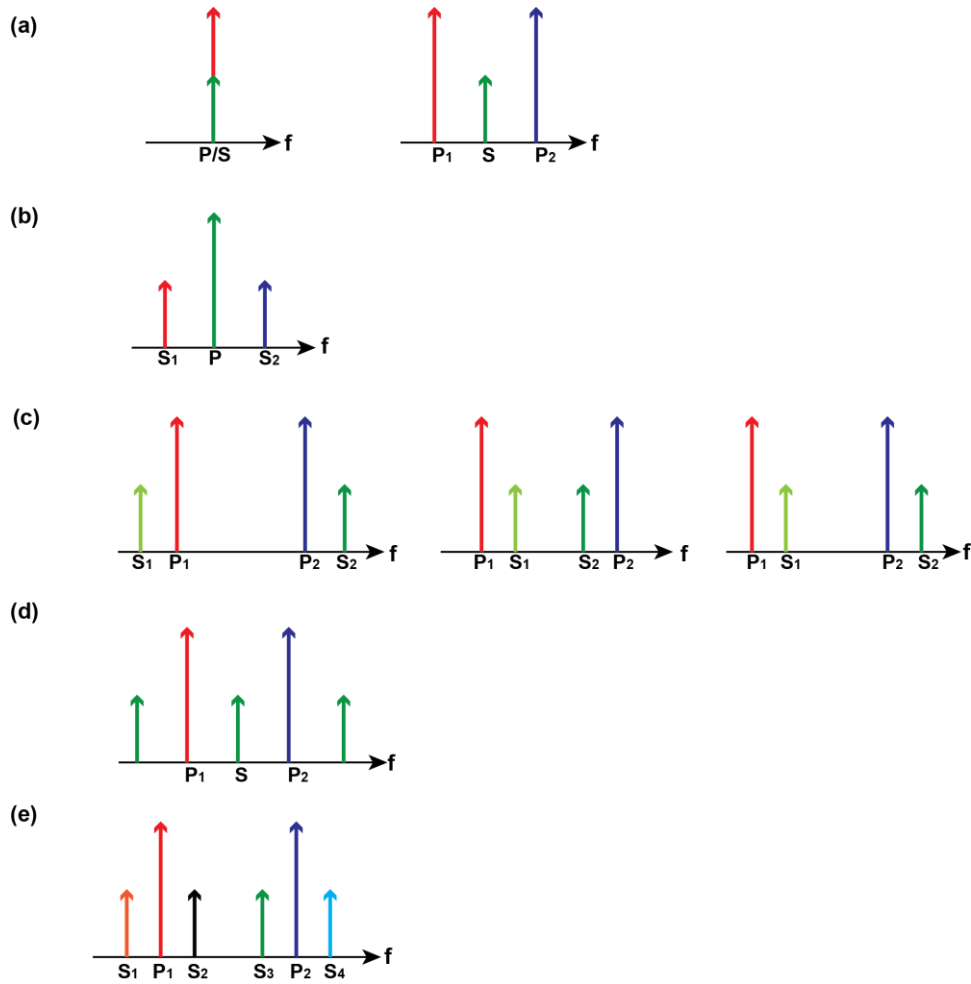 (a)
f
f
P/S
P₁ S P₂
(b)
f
S₁ P S₂
(c)
f
f
f
S₁ P₁ P₂ S₂
P₁ S₁ S₂ P₂
P₁ S₁ P₂ S₂
(d)
f
P₁ S P₂
(e)
f
S₁ P₁ S₂ S₃ P₂ S₄